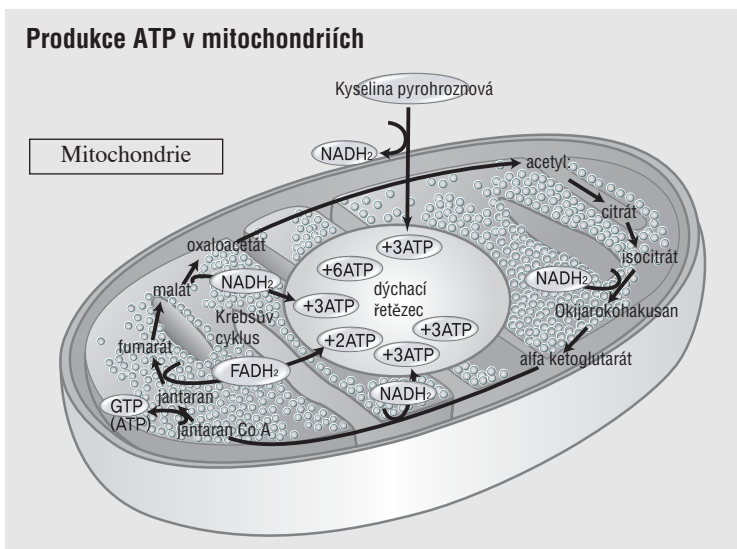 Produkce ATP v mitochondriích
Kyselina pyrohroznová
Mitochondrie
NADH2
acetyl:
citrát
oxaloacetát
+3ATP
isocitrát
+6ATP
malát
NADH2
dýchací
řetězec
NADH2
+3ATP
Krebsův
cyklus
Okijarokohakusan
+3ATP
fumarát
+2ATP
+3ATP
alfa ketoglutarát
FADH2
jantaran
NADH2
GTP
(ATP)
jantaran Co A